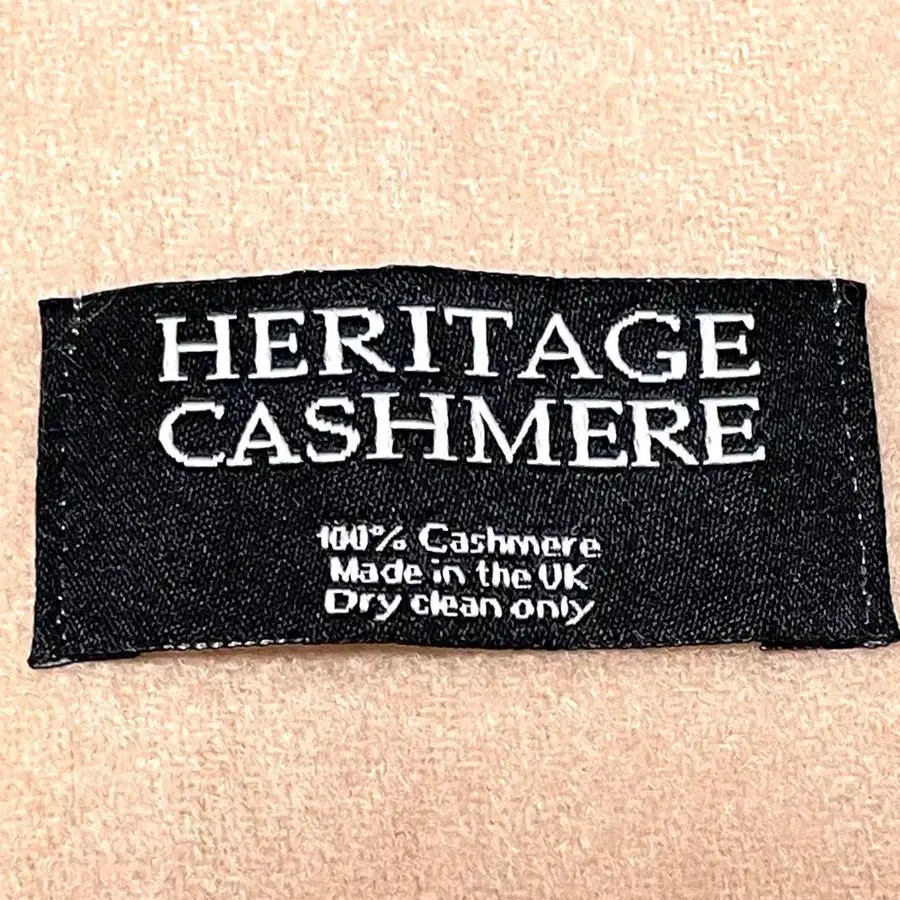 HERITAGE
CASHMERE
100% Cashmere
Made in the UK
Dry clean only